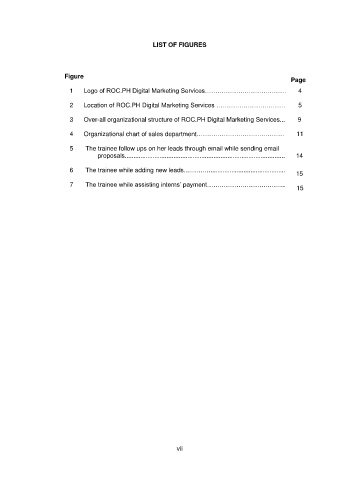 LIST OF FIGURES
Figure Page
1 Logo of ROC.PH Digital Marketing Services………………………………… 4
2 Location of ROC.PH Digital Marketing Services …………………………… 5
3 Over-all organizational structure of ROC.PH Digital Marketing Services... 9
4 Organizational chart of sales department…………………………………… 11
5 The trainee follow ups on her leads through email while sending email
proposals............................................................................................ 14
6 The trainee while adding new leads………….......................................... 15
7 The trainee while assisting interns’ payment……………………………….. 15
vii